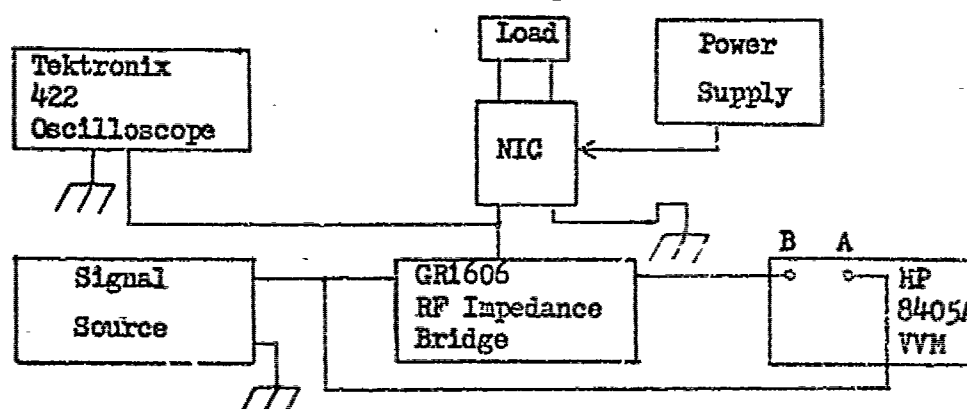 Load
Power
Supply
Tektronix
422
Oscilloscope
NIC
Signal
Source
GR1606
RF Impedance
Bridge
B A
HP
8405A
VVM